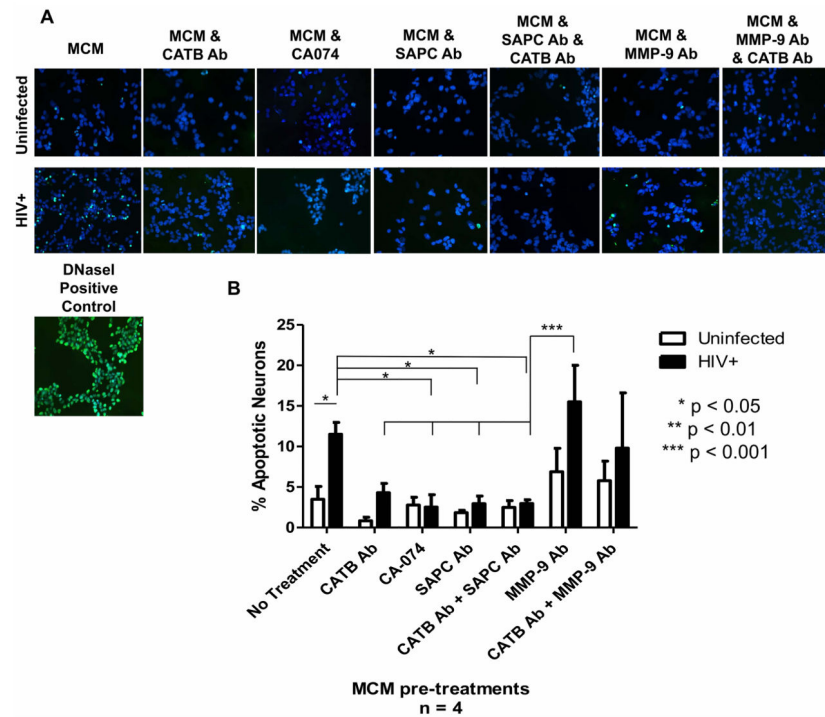 A
MCM
MCM &
CATB Ab
MCM &
CA074
MCM &
SAPC Ab
MCM &
SAPC Ab &
CATB Ab
MCM &
MMP-9 Ab
MCM &
MMP-9 Ab
& CATB Ab
Uninfected
HIV+
DNaseI
Positive
Control
B
% Apoptotic Neurons
25
20
15
10
5
0
*
*
*
*
***
Uninfected
HIV+
* p < 0.05
** p < 0.01
*** p < 0.001
No Treatment
CATB Ab
CA-074
SAPC Ab
CATB Ab + SAPC Ab
MMP-9 Ab
CATB Ab + MMP-9 Ab
MCM pre-treatments
n = 4